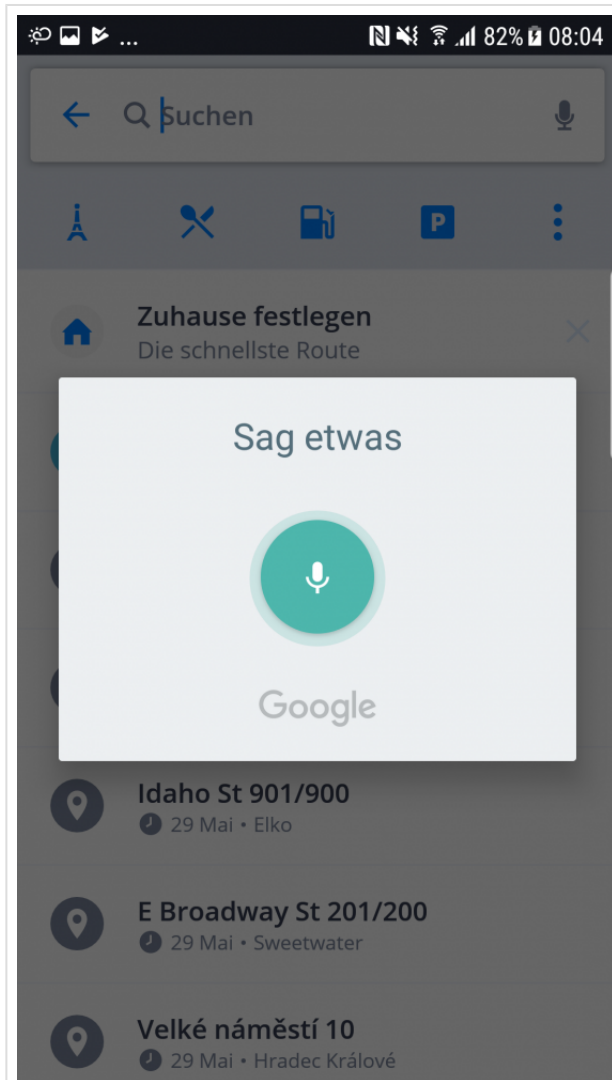 ... 82% 08:04
Suchen
P
Zuhause festlegen
Die schnellste Route
Sag etwas
Google
Idaho St 901/900
29 Mai • Elko
E Broadway St 201/200
29 Mai • Sweetwater
Velké náměstí 10
29 Mai • Hradec Králové